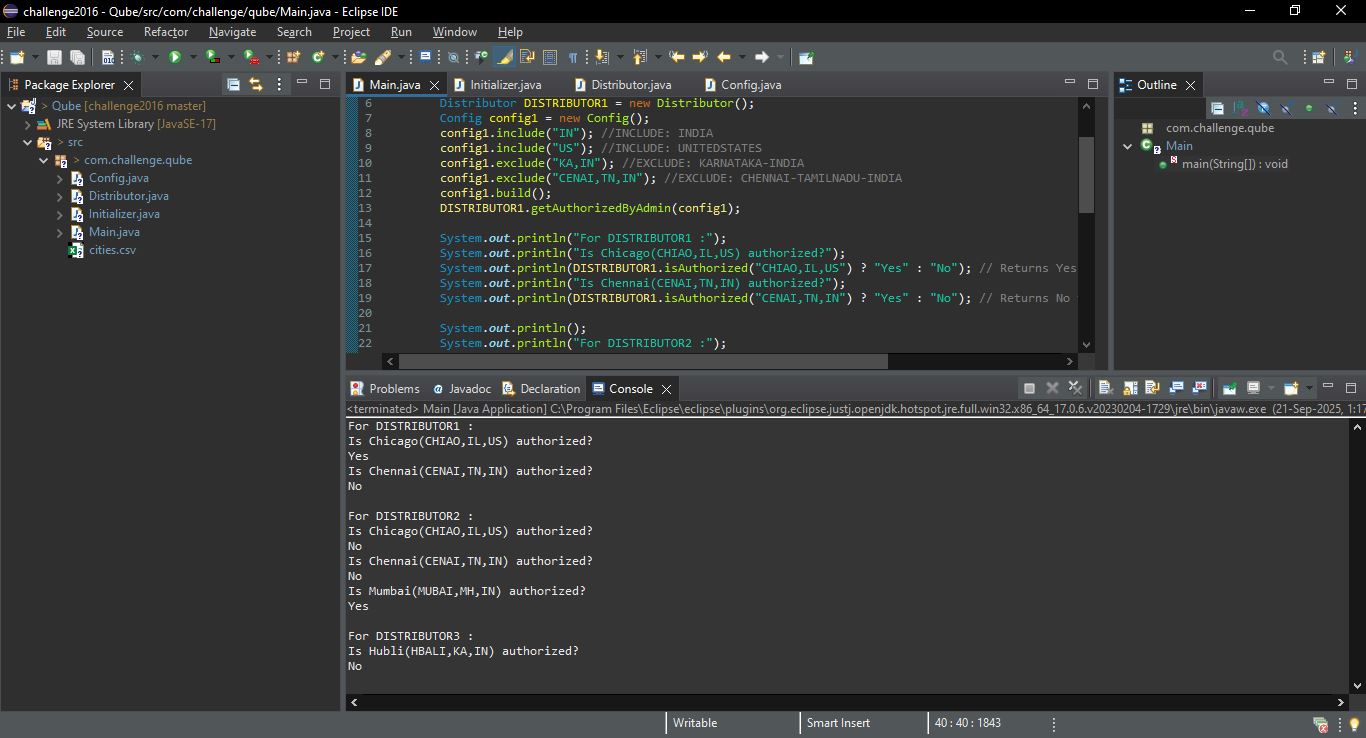 challenge2016 - Qube/src/com/challenge/qube/Main.java - Eclipse IDE
File Edit Source Refactor Navigate Search Project Run Window Help
Package Explorer
Qube [challenge2016 master]
JRE System Library [JavaSE-17]
src
com.challenge.qube
Config.java
Distributor.java
Initializer.java
Main.java
cities.csv
Main.java Initializer.java Distributor.java Config.java
6 Distributor DISTRIBUTOR1 = new Distributor();
7 Config config1 = new Config();
8 config1.include("IN"); //INCLUDE: INDIA
9 config1.include("US"); //INCLUDE: UNITEDSTATES
10 config1.exclude("KA,IN"); //EXCLUDE: KARNATAKA-INDIA
11 config1.exclude("CENAI,TN,IN"); //EXCLUDE: CHENNAI-TAMILNADU-INDIA
12 config1.build();
13 DISTRIBUTOR1.getAuthorizedByAdmin(config1);
14
15 System.out.println("For DISTRIBUTOR1 :");
16 System.out.println("Is Chicago(CHIAO,IL,US) authorized?");
17 System.out.println(DISTRIBUTOR1.isAuthorized("CHIAO,IL,US") ? "Yes" : "No"); // Returns Yes
18 System.out.println("Is Chennai(CENAI,TN,IN) authorized?");
19 System.out.println(DISTRIBUTOR1.isAuthorized("CENAI,TN,IN") ? "Yes" : "No"); // Returns No
20
21 System.out.println();
22 System.out.println("For DISTRIBUTOR2 :");
Outline
com.challenge.qube
Main
main(String[]) : void
Problems Javadoc Declaration Console
<terminated> Main [Java Application] C:\Program Files\Eclipse\eclipse\plugins\org.eclipse.justj.openjdk.hotspot.jre.full.win32.x86_64_17.0.6.v20230204-1729\jre\bin\javaw.exe (21-Sep-2025, 1:17
For DISTRIBUTOR1 :
Is Chicago(CHIAO,IL,US) authorized?
Yes
Is Chennai(CENAI,TN,IN) authorized?
No
For DISTRIBUTOR2 :
Is Chicago(CHIAO,IL,US) authorized?
No
Is Chennai(CENAI,TN,IN) authorized?
No
Is Mumbai(MUBAI,MH,IN) authorized?
Yes
For DISTRIBUTOR3 :
Is Hubli(HBALI,KA,IN) authorized?
No
Writable Smart Insert 40 : 40 : 1843